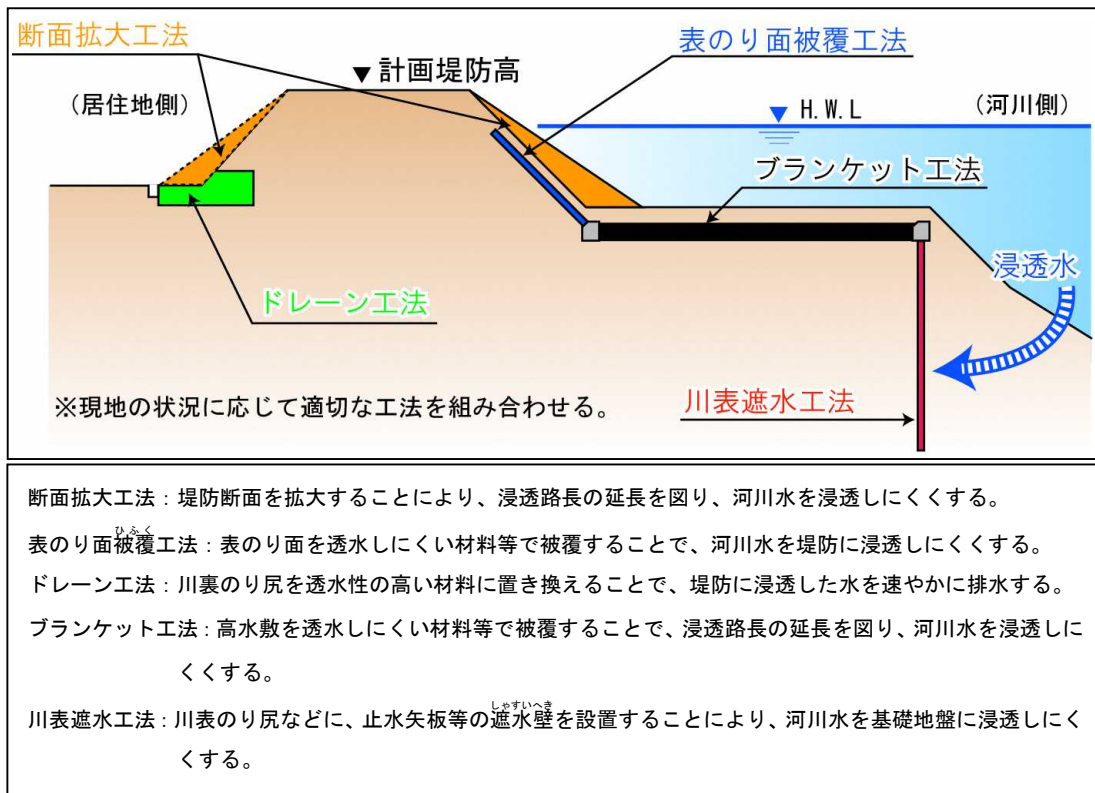 断面拡大工法
表のり面被覆工法
▼計画堤防高
(居住地側)
▼ H.W.L
(河川側)
ブランケット工法
浸透水
ドレーン工法
※現地の状況に応じて適切な工法を組み合わせる。
川表遮水工法
断面拡大工法：堤防断面を拡大することにより、浸透路長の延長を図り、河川水を浸透しにくくする。
ひふく
表のり面被覆工法：表のり面を透水しにくい材料等で被覆することで、河川水を堤防に浸透しにくくする。
ドレーン工法：川裏のり尻を透水性の高い材料に置き換えることで、堤防に浸透した水を速やかに排水する。
ブランケット工法：高水敷を透水しにくい材料等で被覆することで、浸透路長の延長を図り、河川水を浸透しに
くくする。
しゃすいへき
川表遮水工法：川表のり尻などに、止水矢板等の遮水壁を設置することにより、河川水を基礎地盤に浸透しにく
くする。